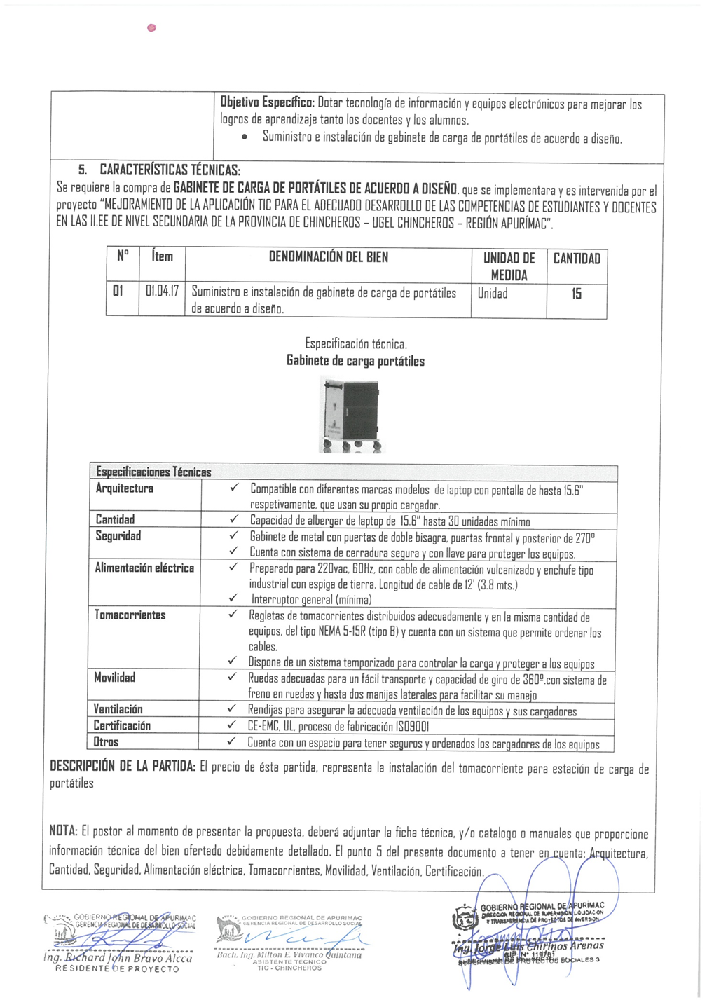 Objetivo Específico: Dotar tecnología de información y equipos electrónicos para mejorar los
logros de aprendizaje tanto los docentes y los alumnos.
• Suministro e instalación de gabinete de carga de portátiles de acuerdo a diseño.
5. CARACTERÍSTICAS TÉCNICAS:
Se requiere la compra de GABINETE DE CARGA DE PORTÁTILES DE ACUERDO A DISEÑO. que se implementara y es intervenida por el
proyecto "MEJORAMIENTO DE LA APLICACIÓN TIC PARA EL ADECUADO DESARROLLO DE LAS COMPETENCIAS DE ESTUDIANTES Y DOCENTES
EN LAS II.EE DE NIVEL SECUNDARIA DE LA PROVINCIA DE CHINCHEROS – UGEL CHINCHEROS – REGIÓN APURÍMAC".
N° Ítem DENOMINACIÓN DEL BIEN UNIDAD DE MEDIDA CANTIDAD
01 01.04.17 Suministro e instalación de gabinete de carga de portátiles Unidad 15
de acuerdo a diseño.
Especificación técnica.
Gabinete de carga portátiles
Especificaciones Técnicas
Arquitectura ✓ Compatible con diferentes marcas modelos de laptop con pantalla de hasta 15.6"
respetivamente, que usan su propio cargador.
Cantidad ✓ Capacidad de albergar de laptop de 15.6" hasta 30 unidades mínimo
Seguridad ✓ Gabinete de metal con puertas de doble bisagra, puertas frontal y posterior de 270º
✓ Cuenta con sistema de cerradura segura y con llave para proteger los equipos.
Alimentación eléctrica ✓ Preparado para 220vac, 60Hz, con cable de alimentación vulcanizado y enchufe tipo
industrial con espiga de tierra. Longitud de cable de 12' (3.8 mts.)
✓ Interruptor general (mínima)
Tomacorrientes ✓ Regletas de tomacorrientes distribuidos adecuadamente y en la misma cantidad de
equipos, del tipo NEMA 5-15R (tipo B) y cuenta con un sistema que permite ordenar los
cables.
✓ Dispone de un sistema temporizado para controlar la carga y proteger a los equipos
Movilidad ✓ Ruedas adecuadas para un fácil transporte y capacidad de giro de 360º.con sistema de
freno en ruedas y hasta dos manijas laterales para facilitar su manejo
Ventilación ✓ Rendijas para asegurar la adecuada ventilación de los equipos y sus cargadores
Certificación ✓ CE-EMC, UL, proceso de fabricación ISO9001
Otros ✓ Cuenta con un espacio para tener seguros y ordenados los cargadores de los equipos
DESCRIPCIÓN DE LA PARTIDA: El precio de ésta partida, representa la instalación del tomacorriente para estación de carga de
portátiles
NOTA: El postor al momento de presentar la propuesta, deberá adjuntar la ficha técnica, y/o catalogo o manuales que proporcione
información técnica del bien ofertado debidamente detallado. El punto 5 del presente documento a tener en cuenta: Arquitectura,
Cantidad, Seguridad, Alimentación eléctrica, Tomacorrientes, Movilidad, Ventilación, Certificación.
GOBIERNO REGIONAL DE APURIMAC
GERENCIA REGIONAL DE DESARROLLO SOCIAL
Ing. Richard John Bravo Alcca
RESIDENTE DE PROYECTO
GOBIERNO REGIONAL DE APURIMAC
GERENCIA REGIONAL DE DESARROLLO SOCIAL
Bach. Ing. Milton E. Vivanco Quintana
ASISTENTE TECNICO
TIC - CHINCHEROS
GOBIERNO REGIONAL DE APURIMAC
DIRECCION REGIONAL DE SUPERVISIÓN LIQUIDACION
Y TRANSFERENCIA DE PROYECTOS DE INVERSIÓN
Ing. Jorge Luis Chirinos Arenas
CIP. N°
SUPERVISOR DE PROYECTOS SOCIALES 3